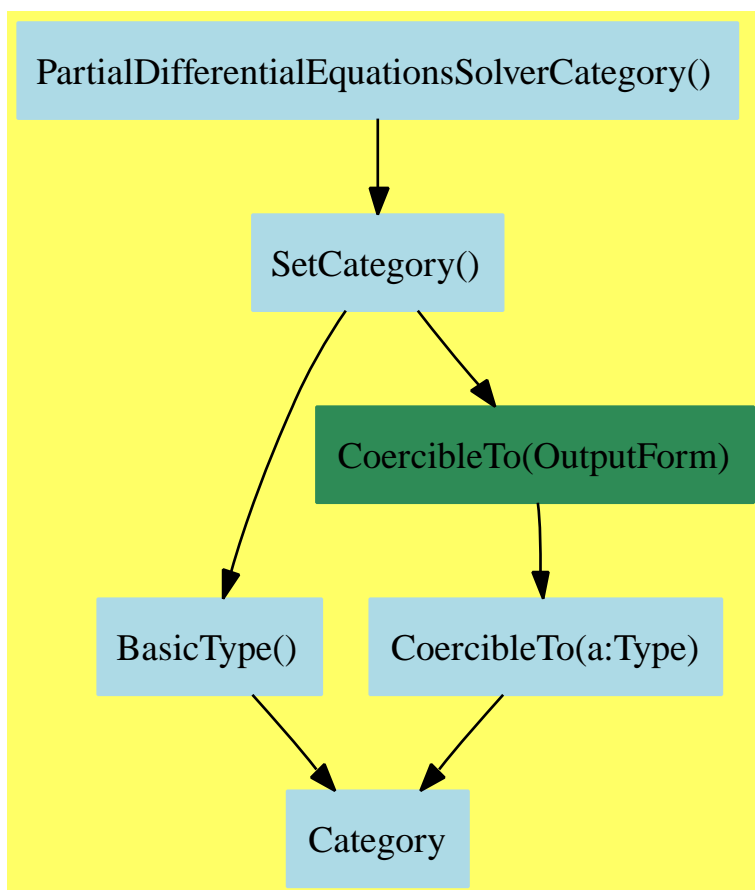 PartialDifferentialEquationsSolverCategory()
SetCategory()
CoercibleTo(OutputForm)
BasicType()
CoercibleTo(a:Type)
Category